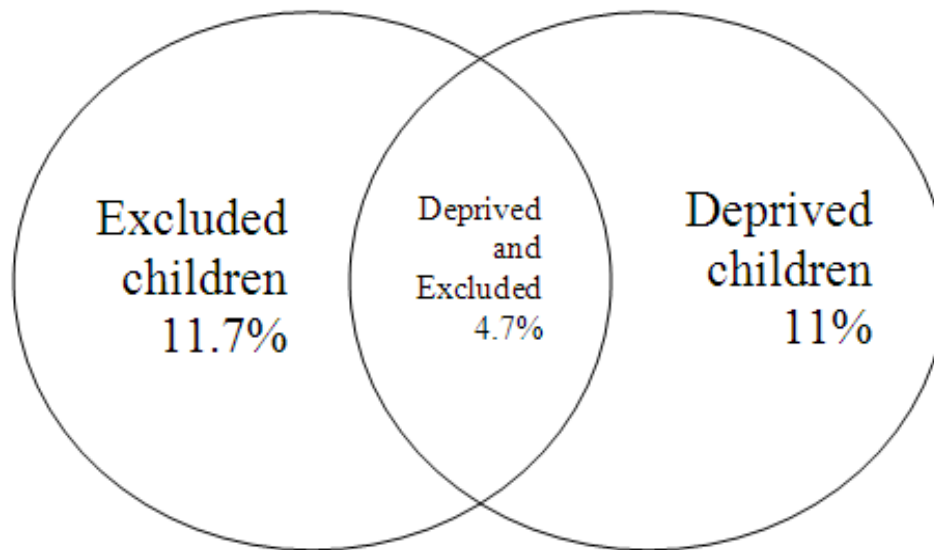 Excluded
children
11.7%
Deprived
and
Excluded
4.7%
Deprived
children
11%